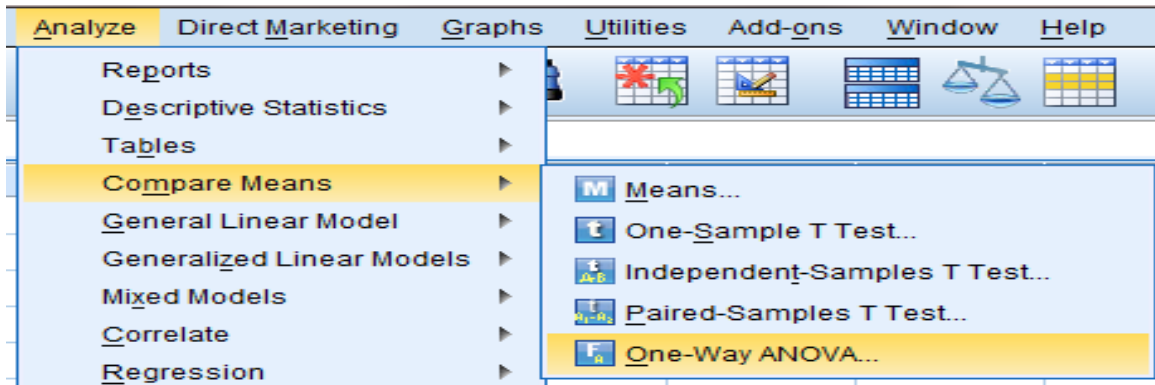 Analyze Direct Marketing Graphs Utilities Add-ons Window Help
Reports
Descriptive Statistics
Tables
Compare Means
General Linear Model
Generalized Linear Models
Mixed Models
Correlate
Regression
M Means...
t One-Sample T Test...
t A-B Independent-Samples T Test...
t A₁-A₂ Paired-Samples T Test...
F A One-Way ANOVA...